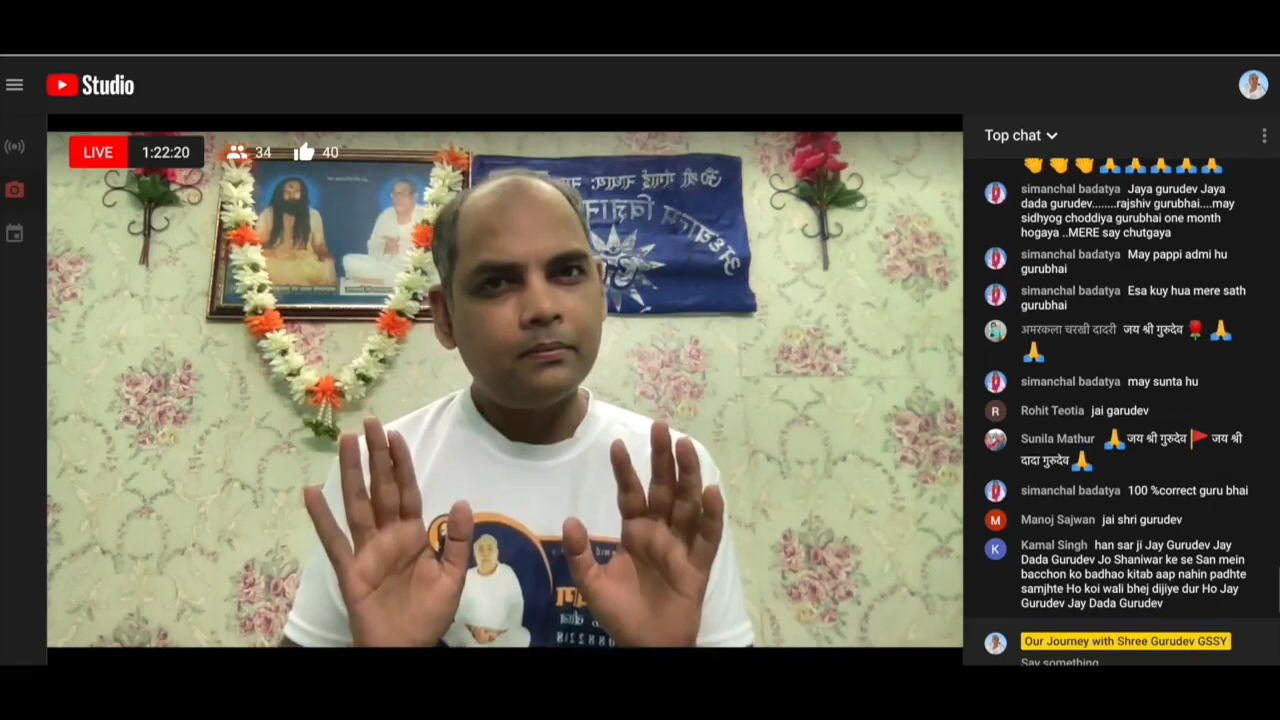 Studio
LIVE 1:22:20 34 40
Top chat
simanchal badatya Jaya gurudev Jaya
dada gurudev........rajshiv gurubhai....may
sidhyog choddiya gurubhai one month
hogaya ..MERE say chutgaya
simanchal badatya May pappi admi hu
gurubhai
simanchal badatya Esa kuy hua mere sath
gurubhai
अमरकला चरखी दादरी जय श्री गुरुदेव 🌹 🙏
🙏
simanchal badatya may sunta hu
R Rohit Teotia jai garudev
Sunila Mathur 🙏जय श्री गुरुदेव 🚩 जय श्री
दादा गुरुदेव 🙏
simanchal badatya 100 %correct guru bhai
M Manoj Sajwan jai shri gurudev
K Kamal Singh han sar ji Jay Gurudev Jay
Dada Gurudev Jo Shaniwar ke se San mein
bacchon ko badhao kitab aap nahin padhte
samjhte Ho koi wali bhej dijiye dur Ho Jay
Gurudev Jay Dada Gurudev
Our Journey with Shree Gurudev GSSY
Say something